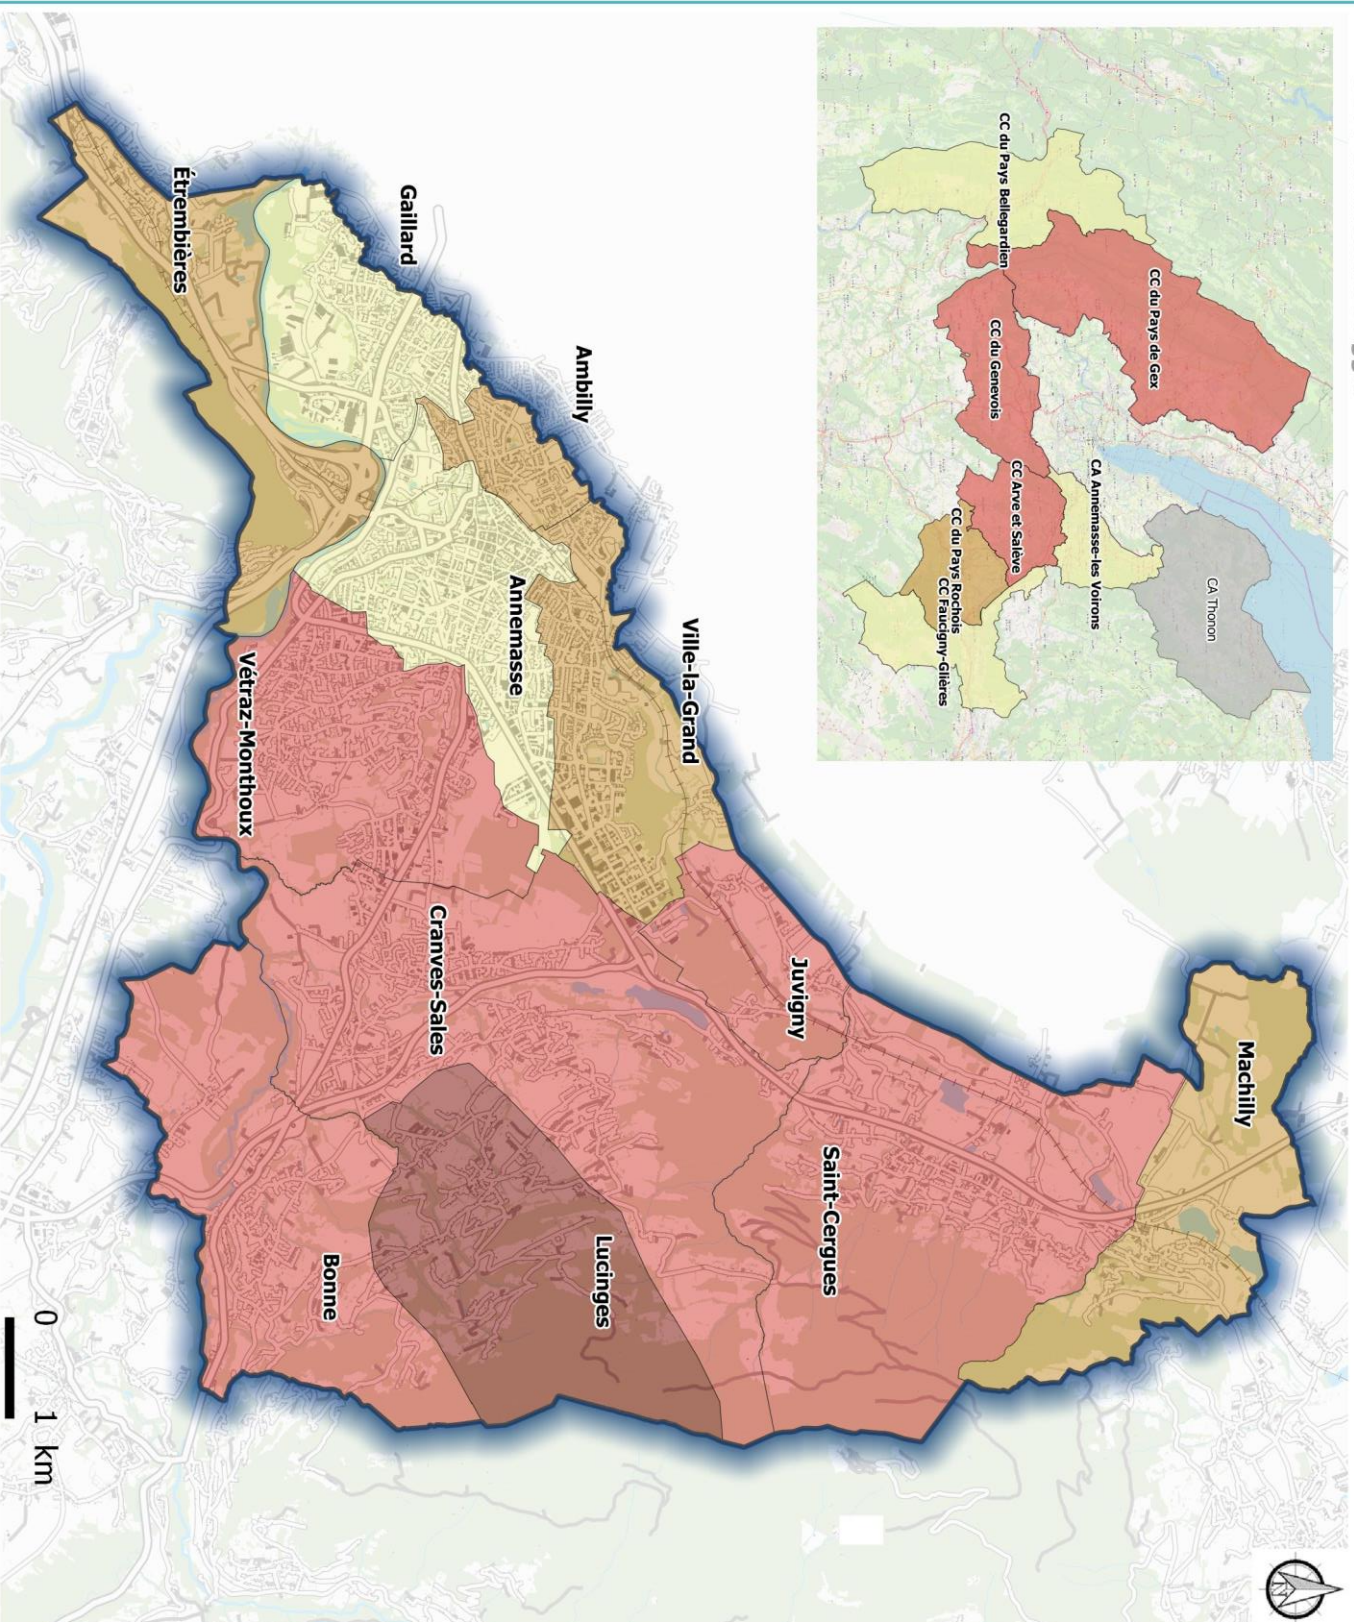 CC du Pays de Gex
CC du Pays Bellegardien
CC du Genevois
CA Thonon
CA Annemasse-les Voirons
CC Arve et Salève
CC du Pays Rochois
CC Faucigny-Glières
Machilly
Saint-Cergues
Juvigny
Ville-la-Grand
Ambilly
Lucinges
Annemasse
Cranves-Sales
Gaillard
Bonne
Vétraz-Monthoux
Étrembières
0 1 km